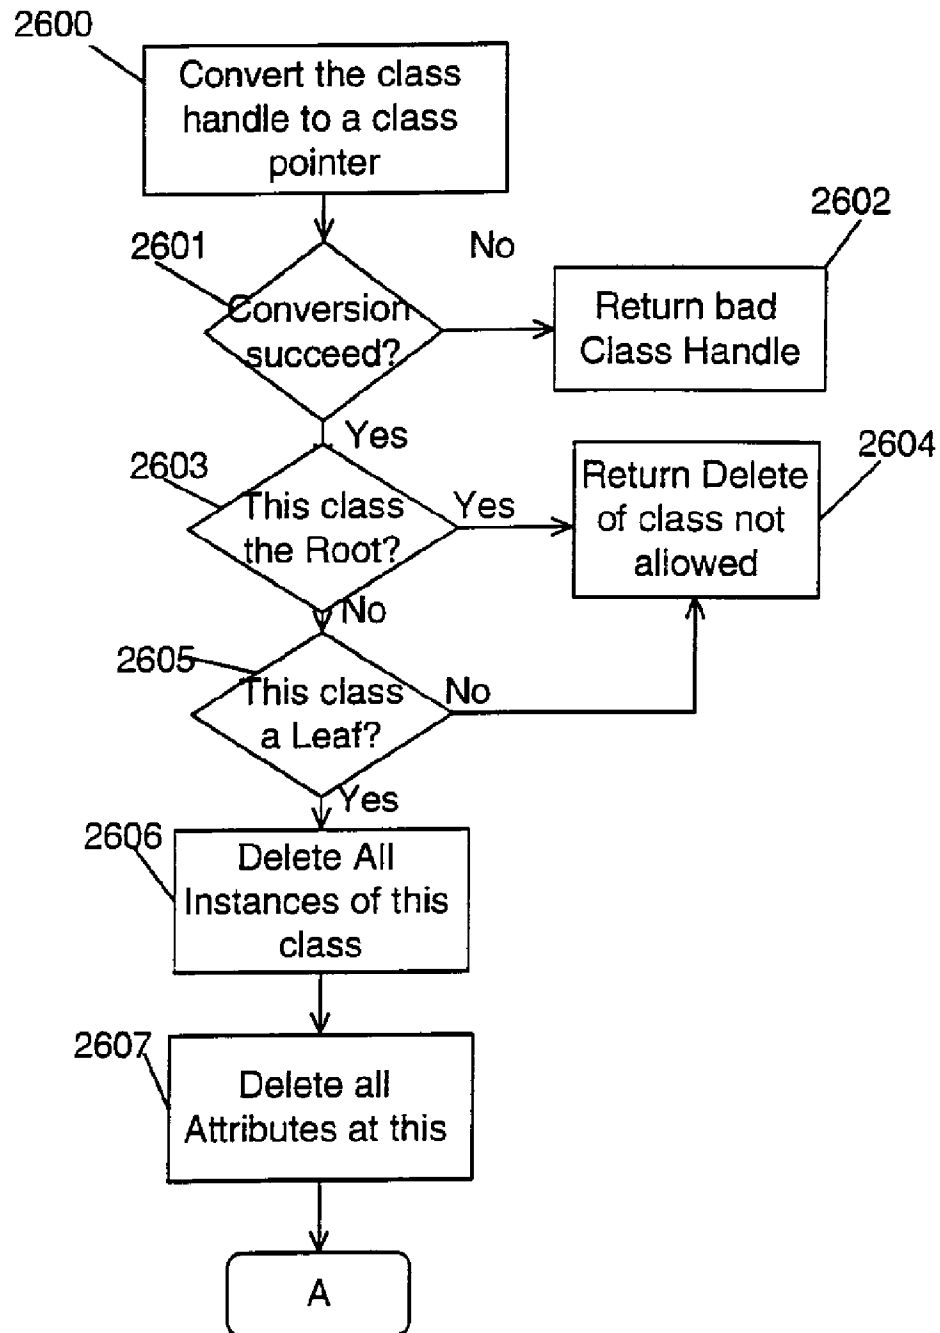 2600
Convert the class
handle to a class
pointer
2601
Conversion
succeed?
No
2602
Return bad
Class Handle
Yes
2603
This class
the Root?
Yes
2604
Return Delete
of class not
allowed
No
2605
This class
a Leaf?
No
Yes
2606
Delete All
Instances of this
class
2607
Delete all
Attributes at this
A